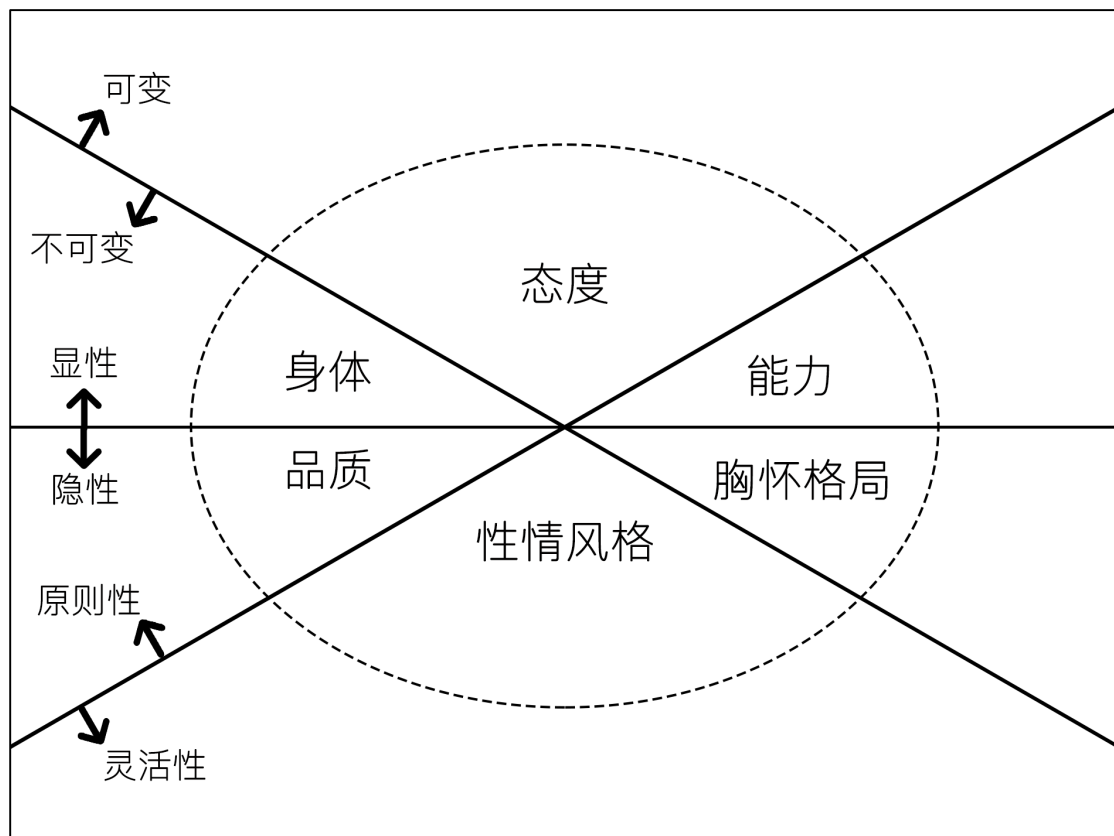 可变
不可变
态度
显性
身体
能力
隐性
品质
胸怀格局
性情风格
原则性
灵活性